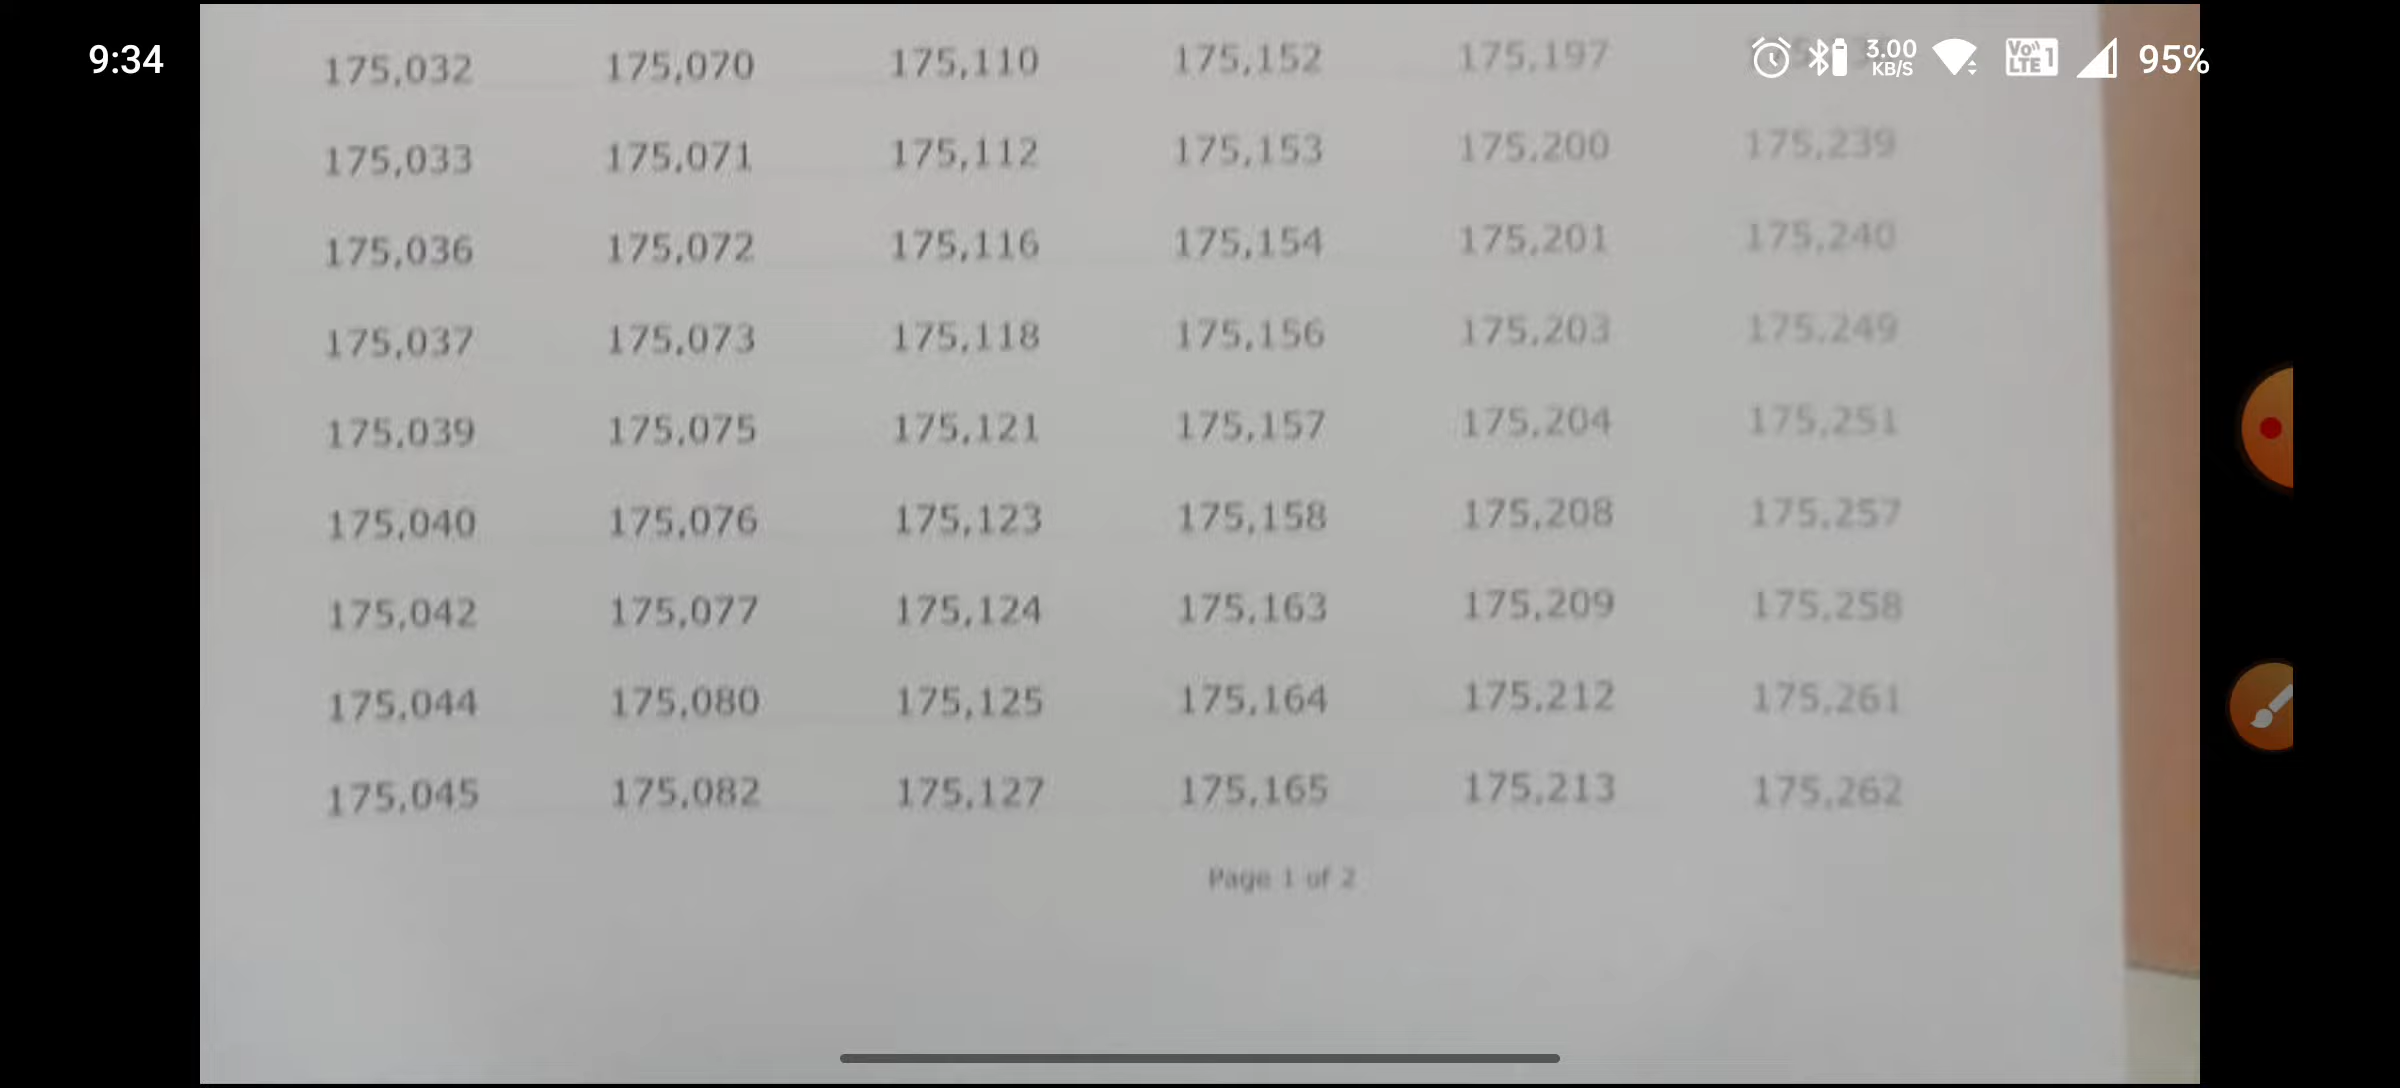 9:34 3.00 KB/S Vo LTE 1 95%
175,032 175,070 175,110 175,152 175,197
175,033 175,071 175,112 175,153 175,200 175,239
175,036 175,072 175,116 175,154 175,201 175,240
175,037 175,073 175,118 175,156 175,203 175,249
175,039 175,075 175,121 175,157 175,204 175,251
175,040 175,076 175,123 175,158 175,208 175,257
175,042 175,077 175,124 175,163 175,209 175,258
175,044 175,080 175,125 175,164 175,212 175,261
175,045 175,082 175,127 175,165 175,213 175,262
Page 1 of 2